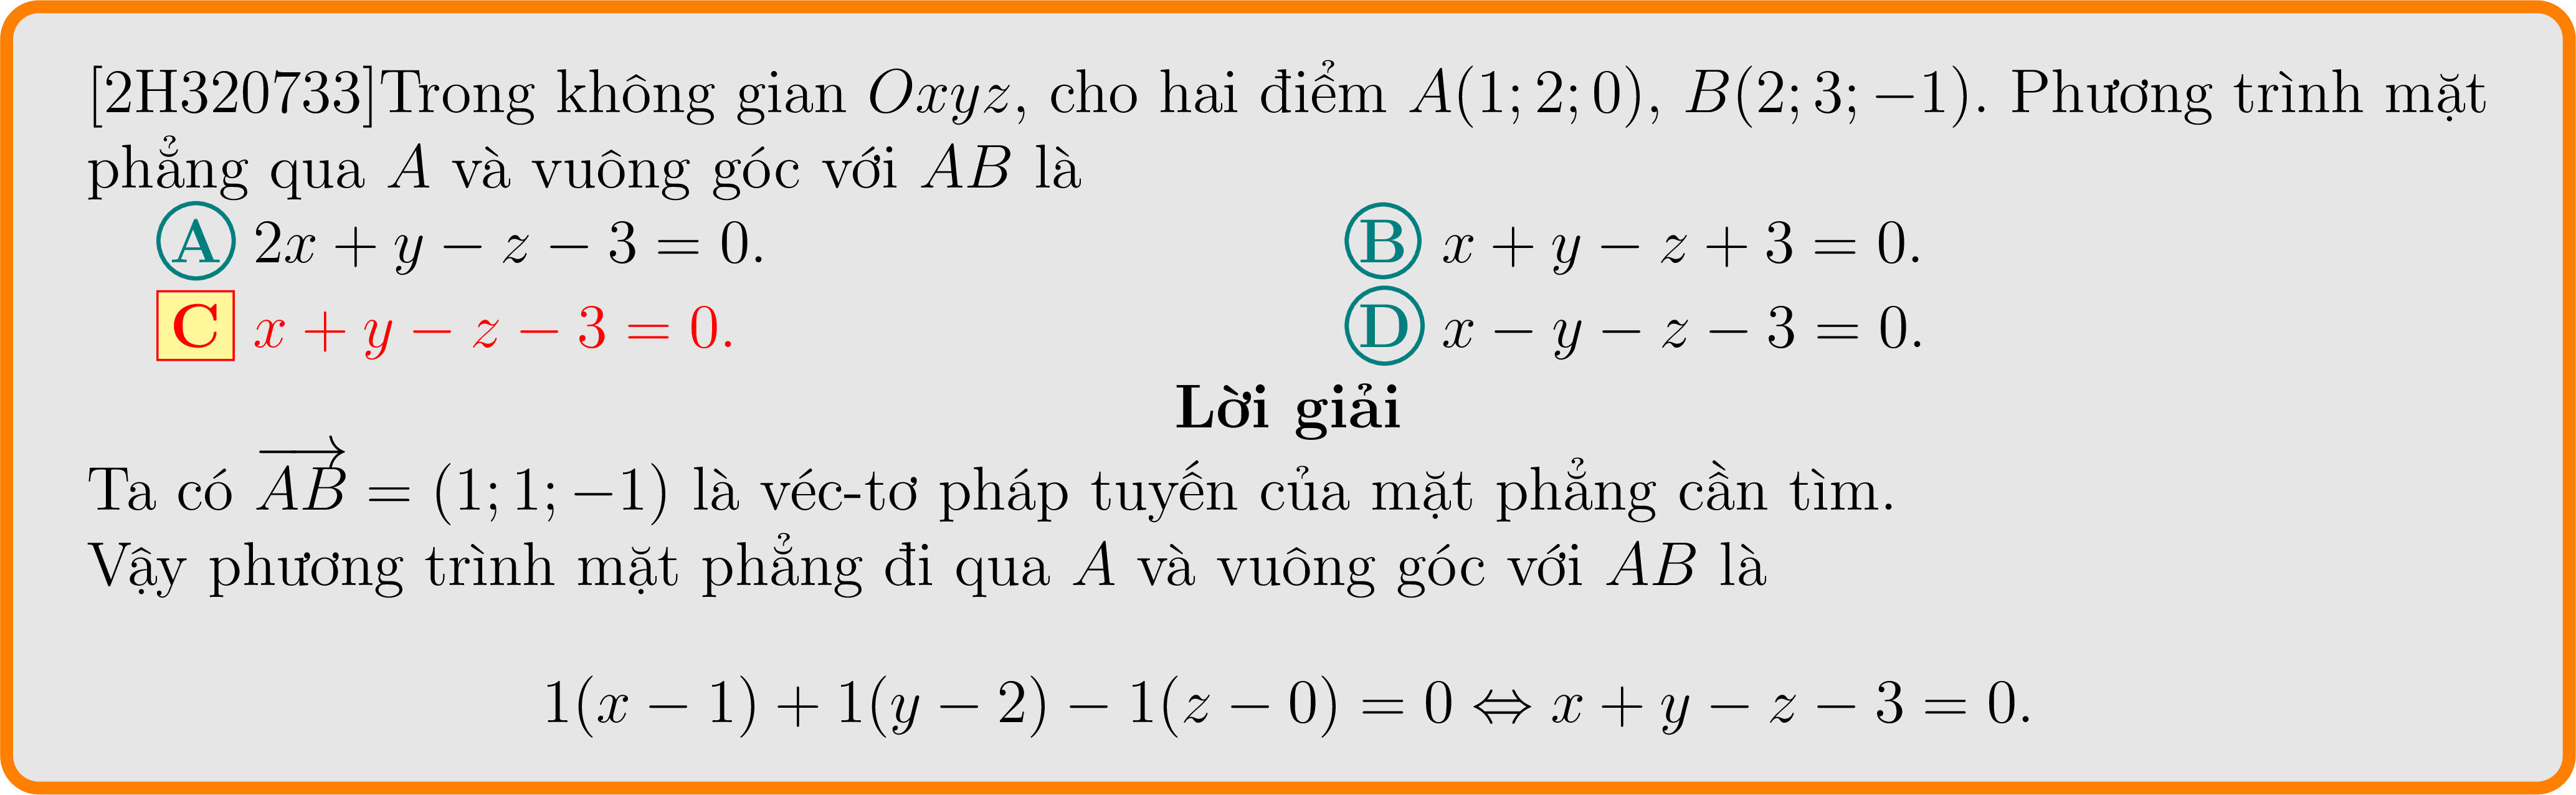 [2H320733]Trong không gian Oxyz, cho hai điểm A(1; 2; 0), B(2; 3; −1). Phương trình mặt
phẳng qua A và vuông góc với AB là
A 2x + y − z − 3 = 0.
B x + y − z + 3 = 0.
C x + y − z − 3 = 0.
D x − y − z − 3 = 0.
Lời giải
Ta có \overrightarrow{AB} = (1; 1; −1) là véc-tơ pháp tuyến của mặt phẳng cần tìm.
Vậy phương trình mặt phẳng đi qua A và vuông góc với AB là
1(x − 1) + 1(y − 2) − 1(z − 0) = 0 ⇔ x + y − z − 3 = 0.